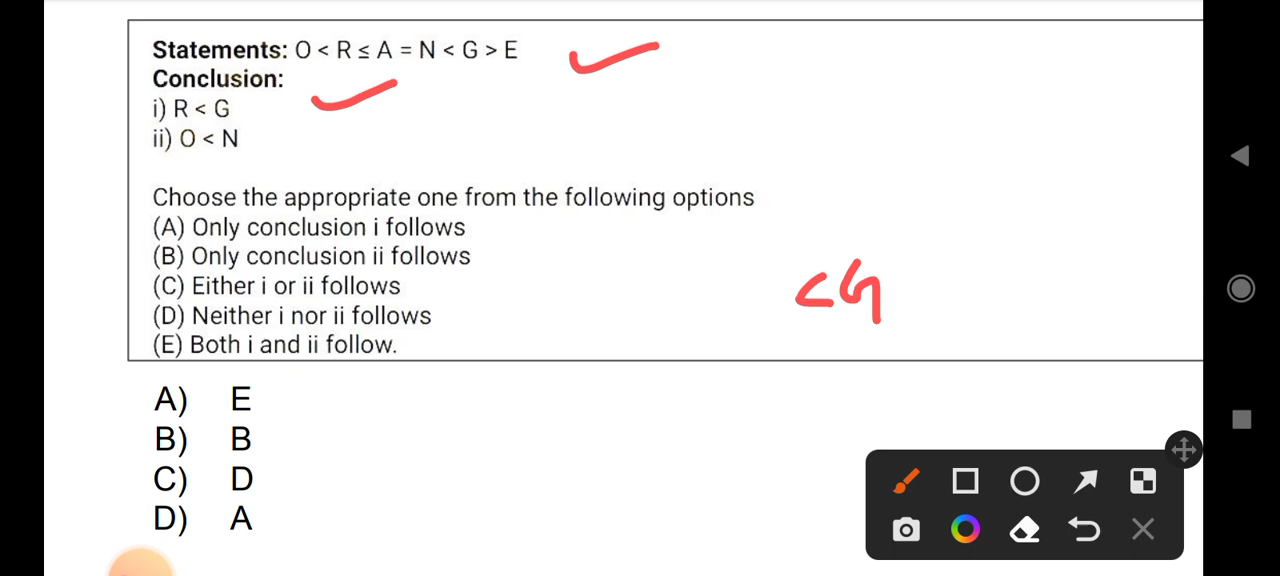 Statements: O < R ≤ A = N < G > E
Conclusion:
i) R < G
ii) O < N
Choose the appropriate one from the following options
(A) Only conclusion i follows
(B) Only conclusion ii follows
(C) Either i or ii follows
(D) Neither i nor ii follows
(E) Both i and ii follow.
<G
A) E
B) B
C) D
D) A